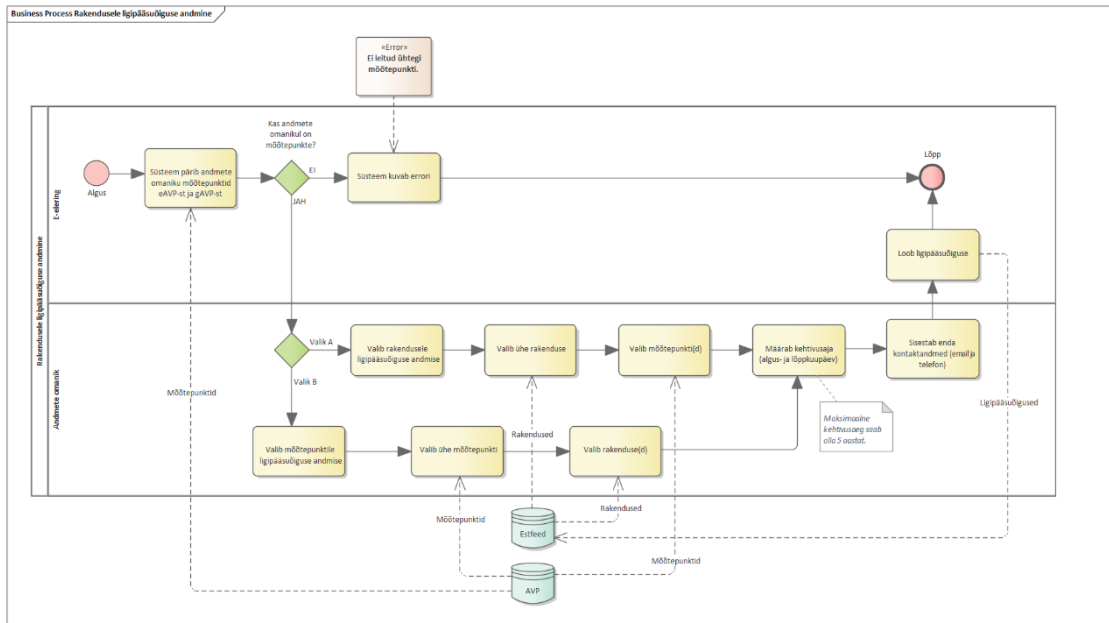 Business Process Rakendusele ligipääsuõiguse andmine
«Error»
Ei leitud ühtegi
mõõtepunkti.
Rakendusele ligipääsuõiguse andmine
E-elering
Algus
Süsteem pärib andmete
omaniku mõõtepunktid
eAVP-st ja gAVP-st
Kas andmete
omanikul on
mõõtepunkte?
EI
JAH
Süsteem kuvab errori
Lõpp
Loob ligipääsuõiguse
Andmete omanik
Valik A
Valik B
Valib rakendusele
ligipääsuõiguse andmise
Valib ühe rakenduse
Valib mõõtepunkti(d)
Määrab kehtivusaja
(algus- ja lõppkuupäev)
Sisestab enda
kontaktandmed (email ja
telefon)
Mõõtepunktid
Ligipääsuõigused
Maksimaalne
kehtivusaeg saab
olla 5 aastat.
Rakendused
Valib mõõtepunktile
ligipääsuõiguse andmise
Valib ühe mõõtepunkti
Valib rakenduse(d)
Rakendused
Mõõtepunktid
Estfeed
Mõõtepunktid
AVP